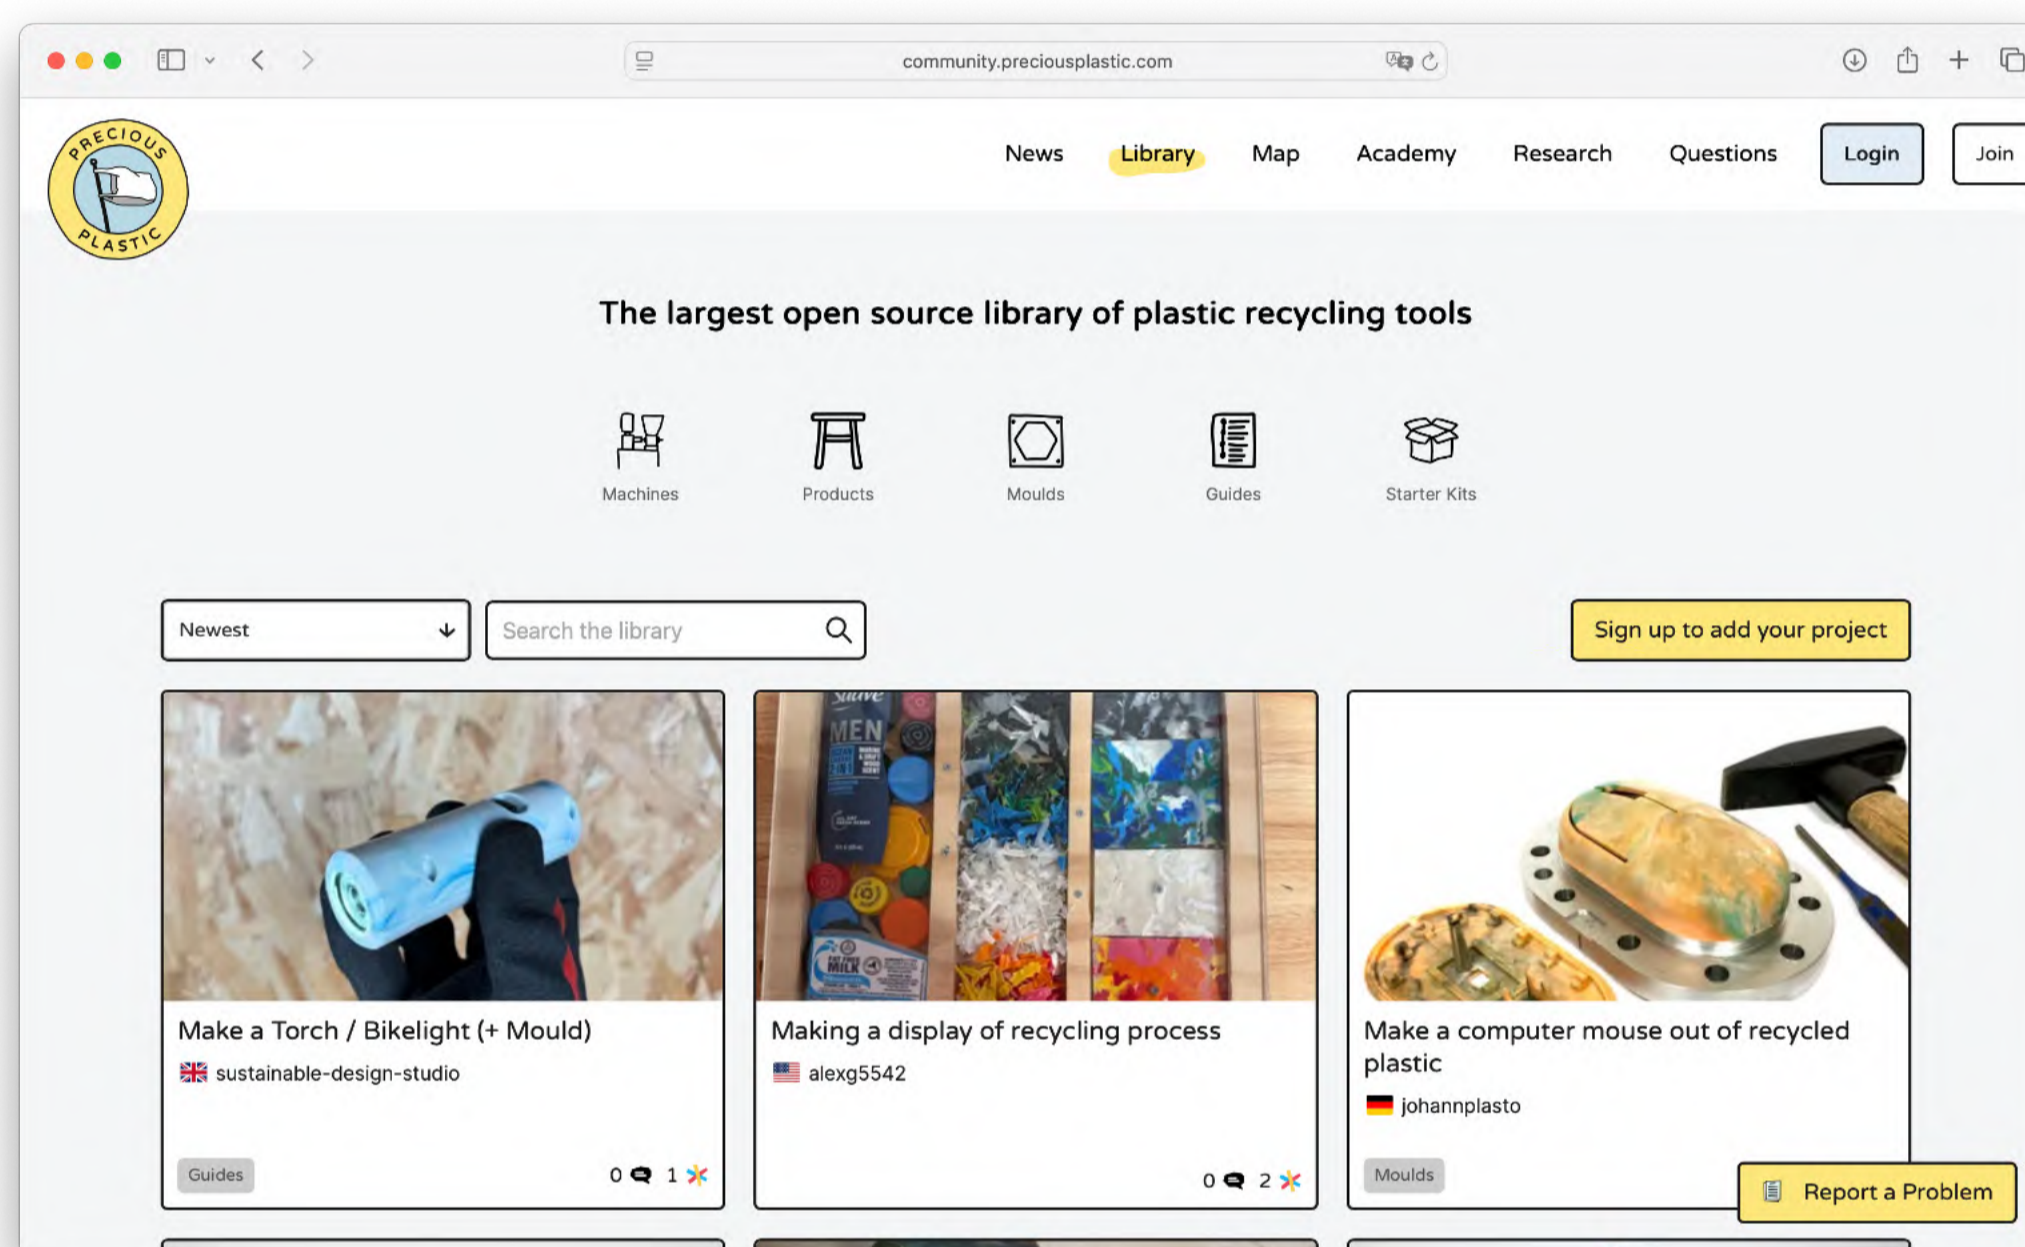 community.preciousplastic.com
PRECIOUS
PLASTIC
News Library Map Academy Research Questions Login Join
The largest open source library of plastic recycling tools
Machines Products Moulds Guides Starter Kits
Newest
Search the library
Sign up to add your project
Suave
MEN
2IN1
FAT FREE
MILK
Make a Torch / Bikelight (+ Mould)
sustainable-design-studio
Guides
0 1
Making a display of recycling process
alexg5542
0 2
Make a computer mouse out of recycled
plastic
johannplasto
Moulds
Report a Problem